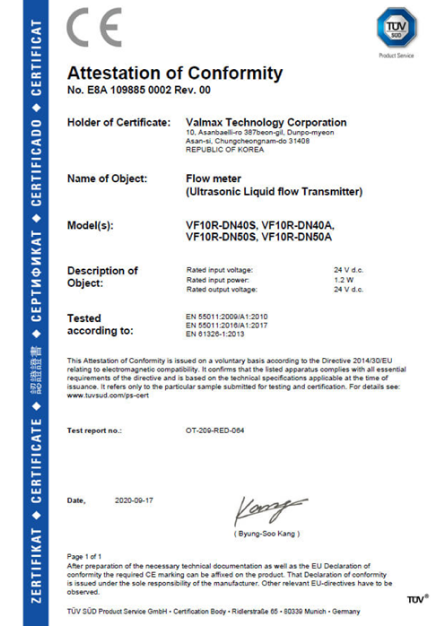 CE
TÜV
SÜD
Product Service
Attestation of Conformity
No. E8A 109885 0002 Rev. 00
Holder of Certificate: Valmax Technology Corporation
10, Asanbaelli-ro 387beon-gil, Dunpo-myeon
Asan-si, Chungcheongnam-do 31408
REPUBLIC OF KOREA
Name of Object: Flow meter
(Ultrasonic Liquid flow Transmitter)
Model(s): VF10R-DN40S, VF10R-DN40A,
VF10R-DN50S, VF10R-DN50A
Description of
Object:
Rated input voltage: 24 V d.c.
Rated input power: 1.2 W
Rated output voltage: 24 V d.c.
Tested
according to:
EN 55011:2009/A1:2010
EN 55011:2016/A1:2017
EN 61326-1:2013
This Attestation of Conformity is issued on a voluntary basis according to the Directive 2014/30/EU
relating to electromagnetic compatibility. It confirms that the listed apparatus complies with all essential
requirements of the directive and is based on the technical specifications applicable at the time of
issuance. It refers only to the particular sample submitted for testing and certification. For details see:
www.tuvsud.com/ps-cert
Test report no.: OT-209-RED-064
Date, 2020-09-17
Kang
( Byung-Soo Kang )
Page 1 of 1
After preparation of the necessary technical documentation as well as the EU Declaration of
conformity the required CE marking can be affixed on the product. That Declaration of conformity
is issued under the sole responsibility of the manufacturer. Other relevant EU-directives have to be
observed.
TÜV SÜD Product Service GmbH • Certification Body • Ridlerstraße 65 • 80339 Munich • Germany
TÜV®
ZERTIFIKAT ◆ CERTIFICATE ◆ 認證證書 ◆ СЕРТИФИКАТ ◆ CERTIFICADO ◆ CERTIFICAT